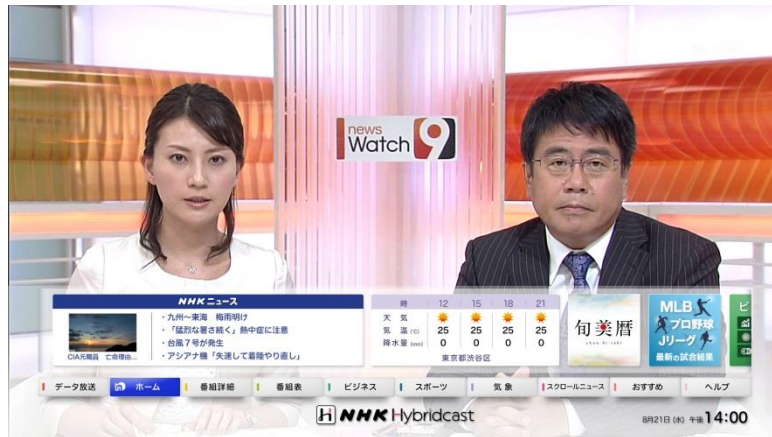 news
Watch 9
NHKニュース
・九州〜東海　梅雨明け
・「猛烈な暑さ続く」熱中症に注意
・台風7号が発生
・アシアナ機「失速して着陸やり直し」
CIA元職員　亡命理由...
時 12 15 18 21
天気
気温(℃) 25 25 25 25
降水量(mm) 0 0 0 0
東京都渋谷区
旬美暦
MLB
プロ野球
Jリーグ
最新の試合結果
ビ
データ放送 ホーム 番組詳細 番組表 ビジネス スポーツ 気象 スクロールニュース おすすめ ヘルプ
H NHK Hybridcast
8月21日(水) 午後14:00